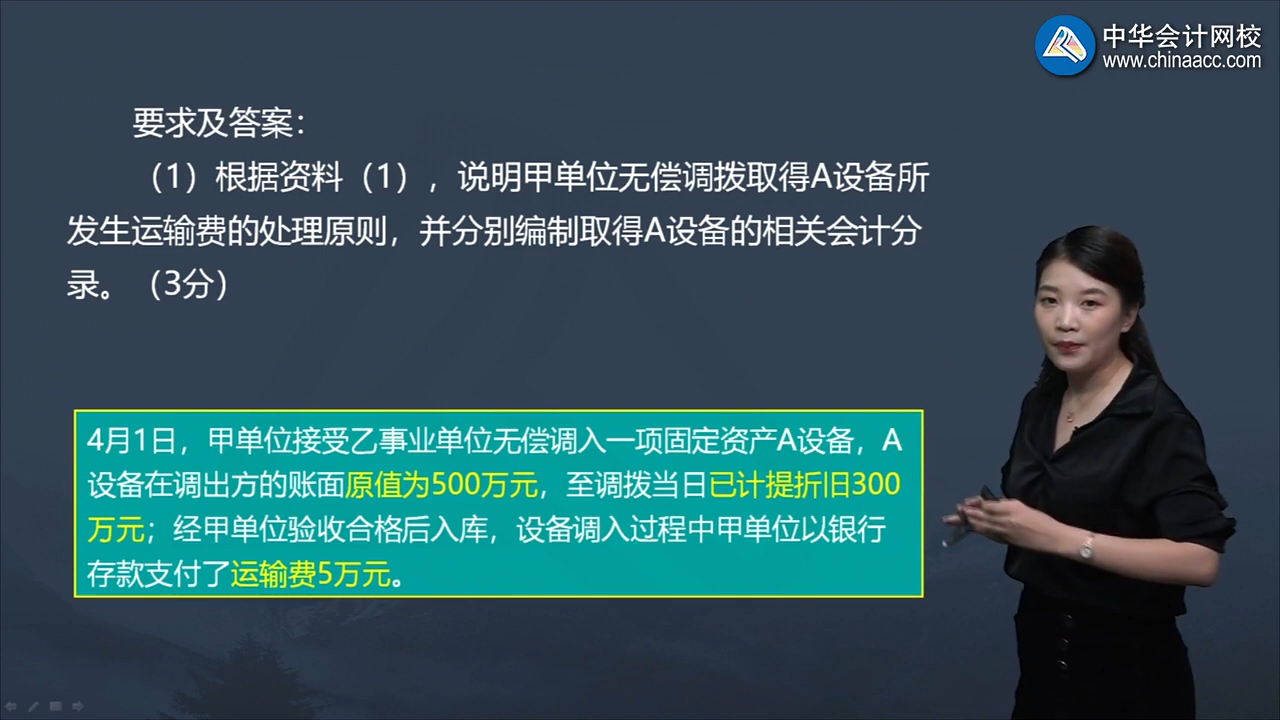 中华会计网校
www.chinaacc.com
要求及答案：
（1）根据资料（1），说明甲单位无偿调拨取得A设备所
发生运输费的处理原则，并分别编制取得A设备的相关会计分
录。（3分）
4月1日，甲单位接受乙事业单位无偿调入一项固定资产A设备，A
设备在调出方的账面原值为500万元，至调拨当日已计提折旧300
万元；经甲单位验收合格后入库，设备调入过程中甲单位以银行
存款支付了运输费5万元。